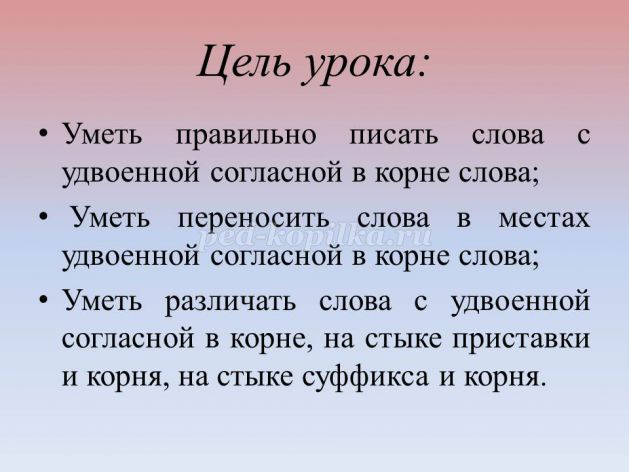 Цель урока:
• Уметь правильно писать слова с
удвоенной согласной в корне слова;
• Уметь переносить слова в местах
ped-kopilka.ru
удвоенной согласной в корне слова;
• Уметь различать слова с удвоенной
согласной в корне, на стыке приставки
и корня, на стыке суффикса и корня.